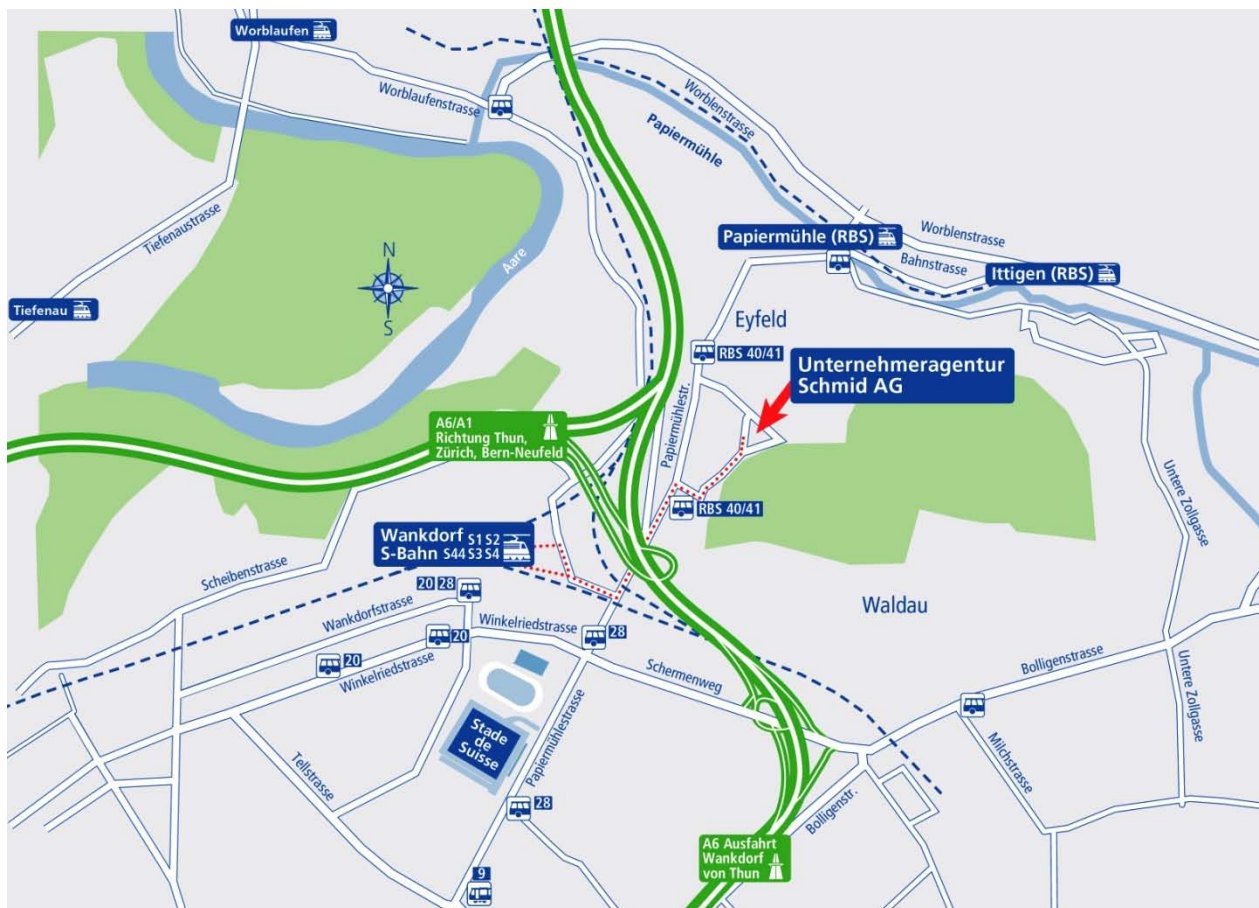 Worblaufen
Worblaufenstrasse
Worblenstrasse
Papiermühle
Tiefenaustrasse
Aare
N
S
Tiefenau
Papiermühle (RBS)
Worblenstrasse
Bahnstrasse
Ittigen (RBS)
Eyfeld
RBS 40/41
Unternehmeragentur
Schmid AG
Papiermühlestr.
A6/A1
Richtung Thun,
Zürich, Bern-Neufeld
RBS 40/41
Untere Zollgasse
Wankdorf S1 S2
S-Bahn S44 S3 S4
Scheibenstrasse
20 28
Wankdorfstrasse
Waldau
20
Winkelriedstrasse
28
20
Winkelriedstrasse
Schermenweg
Bolligenstrasse
Untere Zollgasse
Stade
de
Suisse
Papiermühlestrasse
Milchstrasse
Tellstrasse
28
Bolligenstr.
A6 Ausfahrt
Wankdorf
von Thun
9